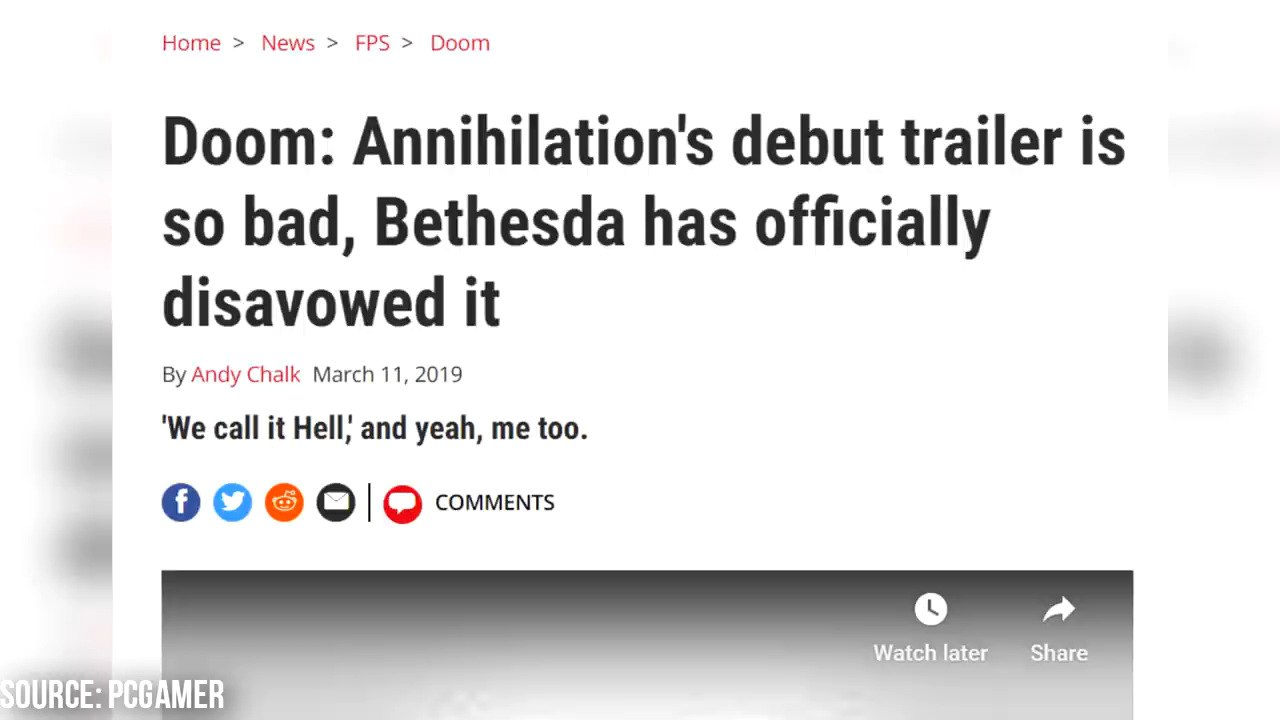 Home > News > FPS > Doom
Doom: Annihilation's debut trailer is
so bad, Bethesda has officially
disavowed it
By Andy Chalk March 11, 2019
'We call it Hell,' and yeah, me too.
COMMENTS
Watch later Share
SOURCE: PCGAMER